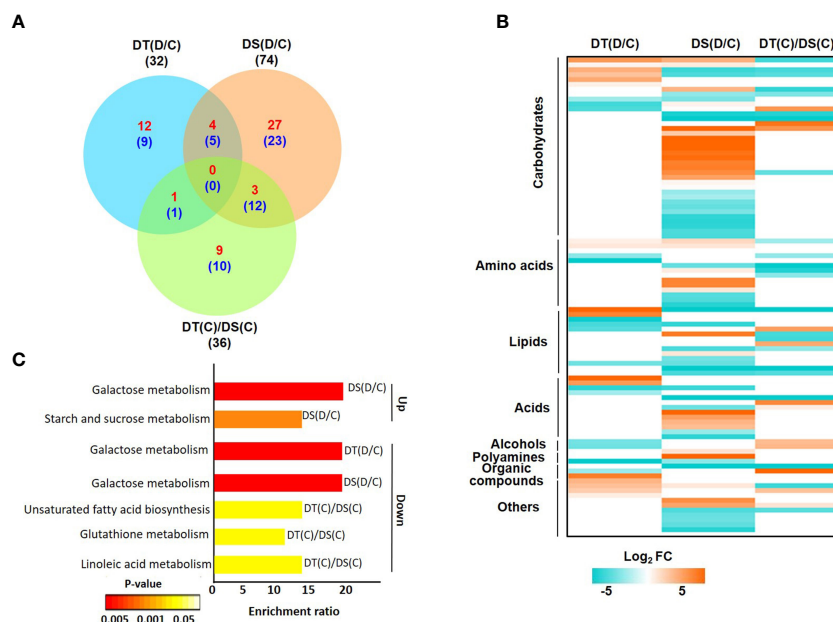 A
DT(D/C)
(32)
DS(D/C)
(74)
12
(9)
4
(5)
27
(23)
0
(0)
1
(1)
3
(12)
9
(10)
DT(C)/DS(C)
(36)
B
DT(D/C) DS(D/C) DT(C)/DS(C)
Carbohydrates
Amino acids
Lipids
Acids
Alcohols
Polyamines
Organic
compounds
Others
Log2 FC
-5 5
C
Galactose metabolism DS(D/C)
Starch and sucrose metabolism DS(D/C)
Galactose metabolism DT(D/C)
Galactose metabolism DS(D/C)
Unsaturated fatty acid biosynthesis DT(C)/DS(C)
Glutathione metabolism DT(C)/DS(C)
Linoleic acid metabolism DT(C)/DS(C)
Up
Down
P-value
0.005 0.001 0.05
0 5 10 15 20
Enrichment ratio